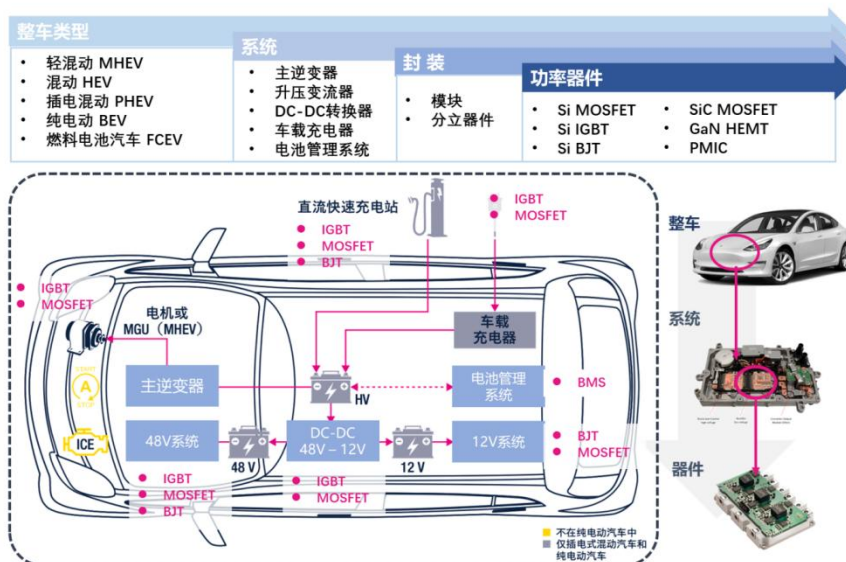 整车类型
轻混动 MHEV
混动 HEV
插电混动 PHEV
纯电动 BEV
燃料电池汽车 FCEV
系统
主逆变器
升压变流器
DC-DC转换器
车载充电器
电池管理系统
封装
模块
分立器件
功率器件
Si MOSFET
Si IGBT
Si BJT
SiC MOSFET
GaN HEMT
PMIC
直流快速充电站
IGBT
MOSFET
IGBT
MOSFET
BJT
IGBT
MOSFET
电机或
MGU（MHEV）
车载
充电器
START
A
STOP
主逆变器
HV
电池管理
系统
BMS
ICE
48V系统
48 V
DC-DC
48V – 12V
12 V
12V系统
BJT
MOSFET
IGBT
MOSFET
BJT
IGBT
MOSFET
不在纯电动汽车中
仅插电式混动汽车和
纯电动汽车
整车
系统
器件